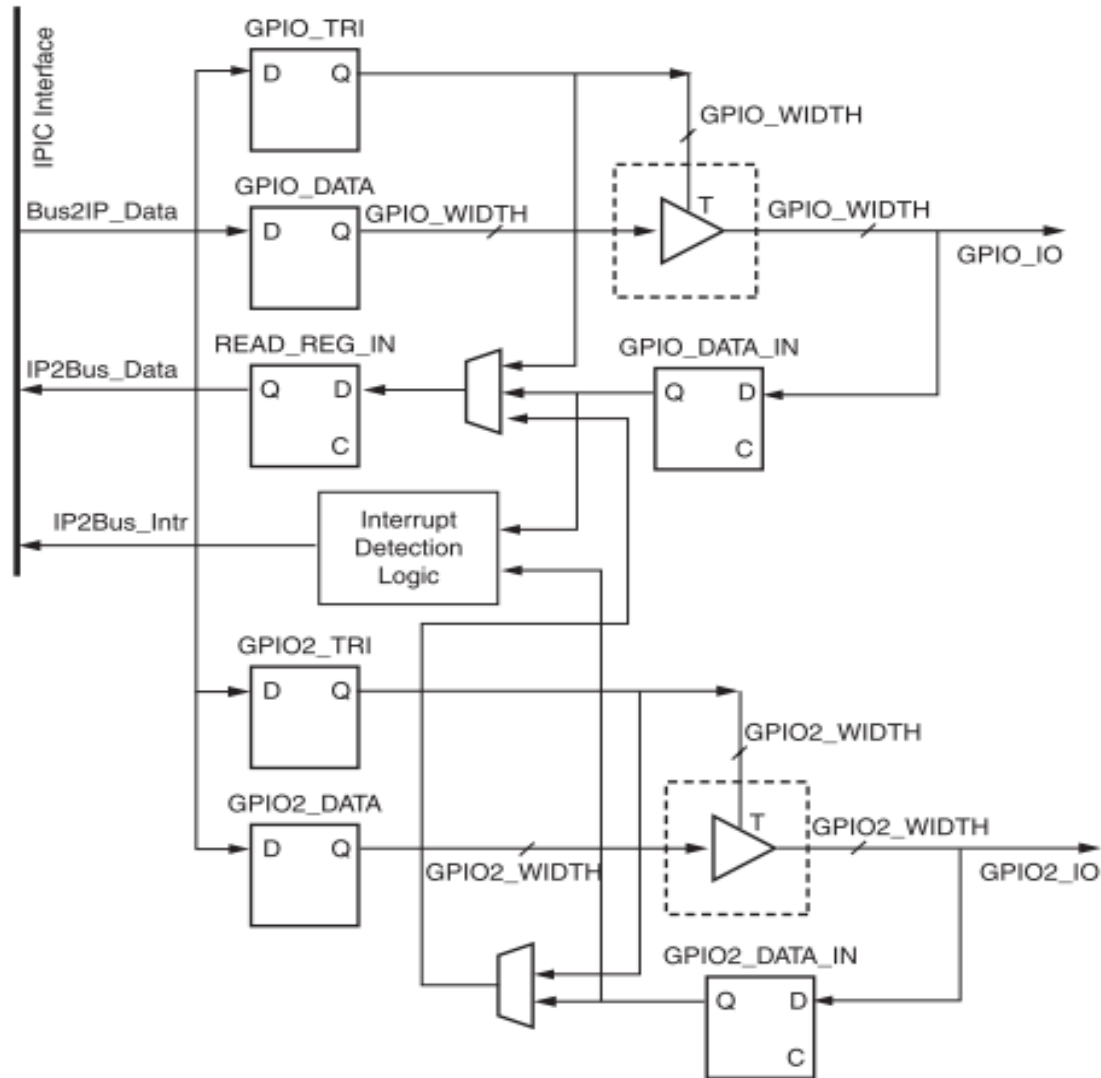 GPIO_TRI
D Q
IPIC Interface
GPIO_WIDTH
GPIO_DATA
Bus2IP_Data
GPIO_WIDTH
T
GPIO_WIDTH
D Q
GPIO_IO
READ_REG_IN
GPIO_DATA_IN
IP2Bus_Data
Q D
Q D
C
C
IP2Bus_Intr
Interrupt
Detection
Logic
GPIO2_TRI
D Q
GPIO2_WIDTH
GPIO2_DATA
T
GPIO2_WIDTH
D Q
GPIO2_WIDTH
GPIO2_IO
GPIO2_DATA_IN
Q D
C